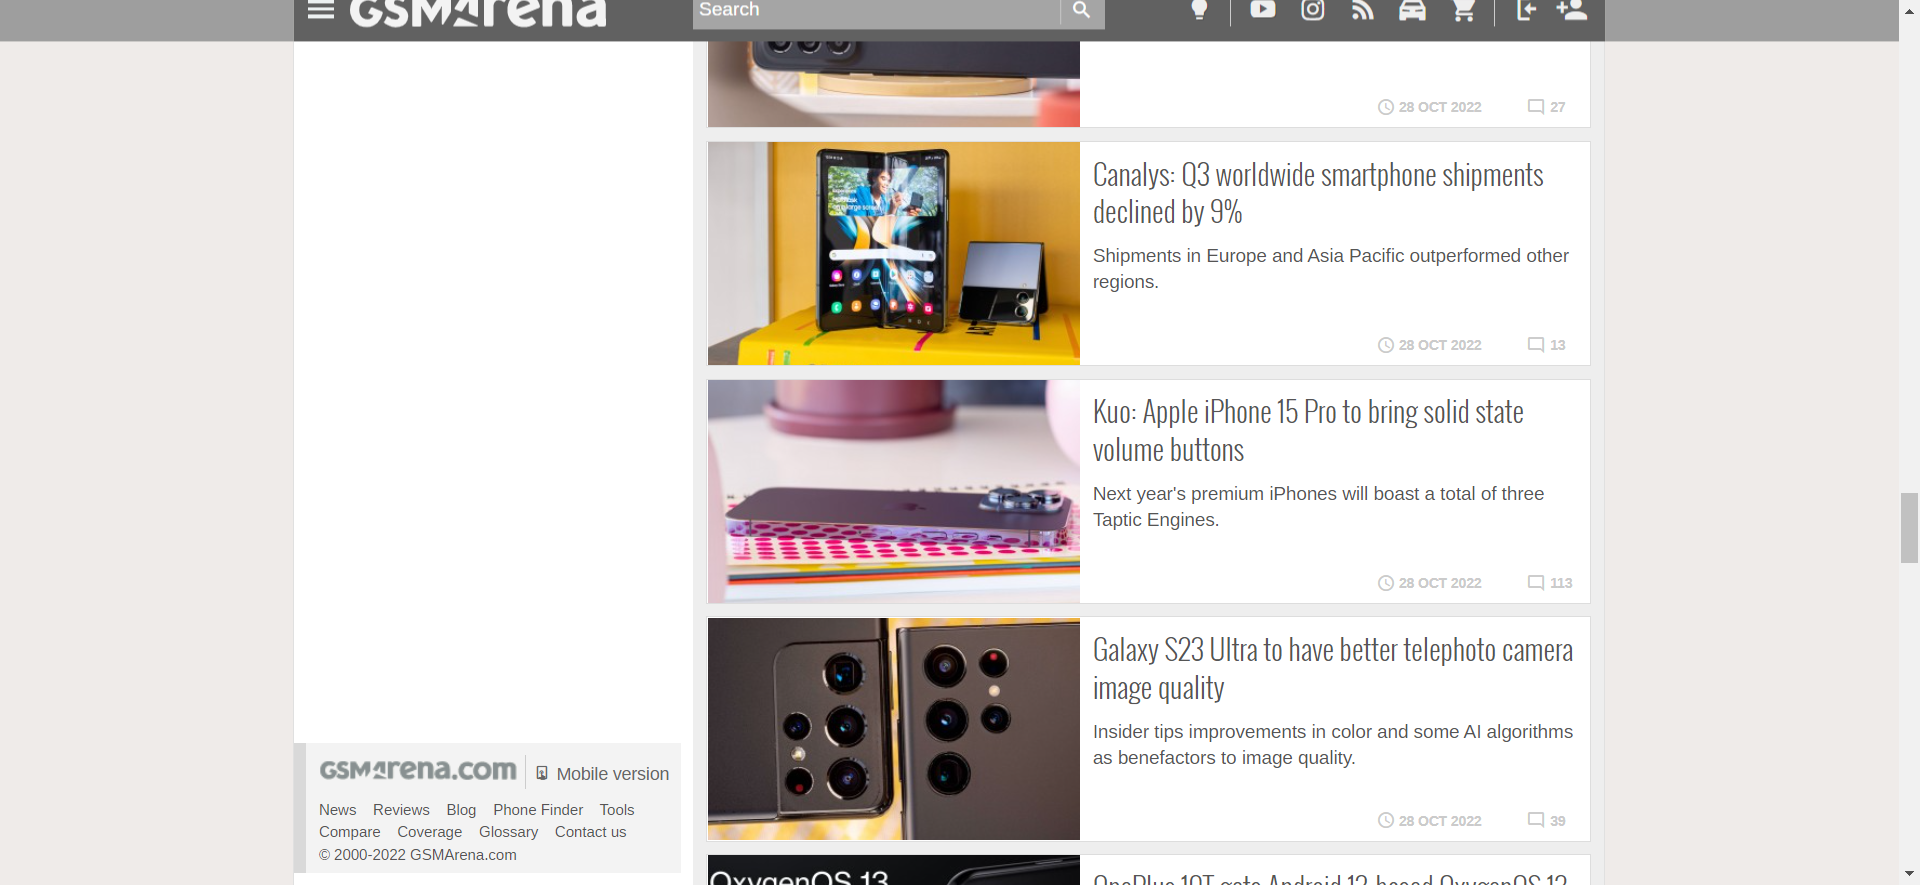 GSMArena
Search
28 OCT 2022
27
Canalys: Q3 worldwide smartphone shipments
declined by 9%
Shipments in Europe and Asia Pacific outperformed other
regions.
28 OCT 2022
13
Kuo: Apple iPhone 15 Pro to bring solid state
volume buttons
Next year's premium iPhones will boast a total of three
Taptic Engines.
28 OCT 2022
113
Galaxy S23 Ultra to have better telephoto camera
image quality
Insider tips improvements in color and some AI algorithms
as benefactors to image quality.
28 OCT 2022
39
GSMArena.com
Mobile version
News Reviews Blog Phone Finder Tools
Compare Coverage Glossary Contact us
© 2000-2022 GSMArena.com
OxygenOS 13
OnePlus 10T gets Android 13-based OxygenOS 13